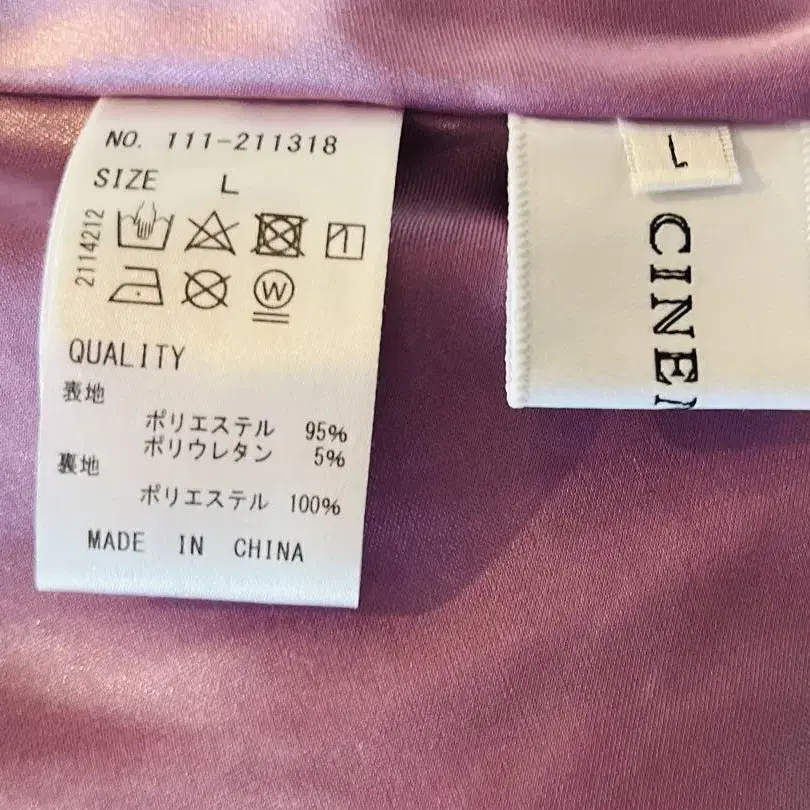 NO. 111-211318
SIZE L
2114212
W
QUALITY
表地
ポリエステル 95%
ポリウレタン 5%
裏地
ポリエステル 100%
MADE IN CHINA
L
CINE